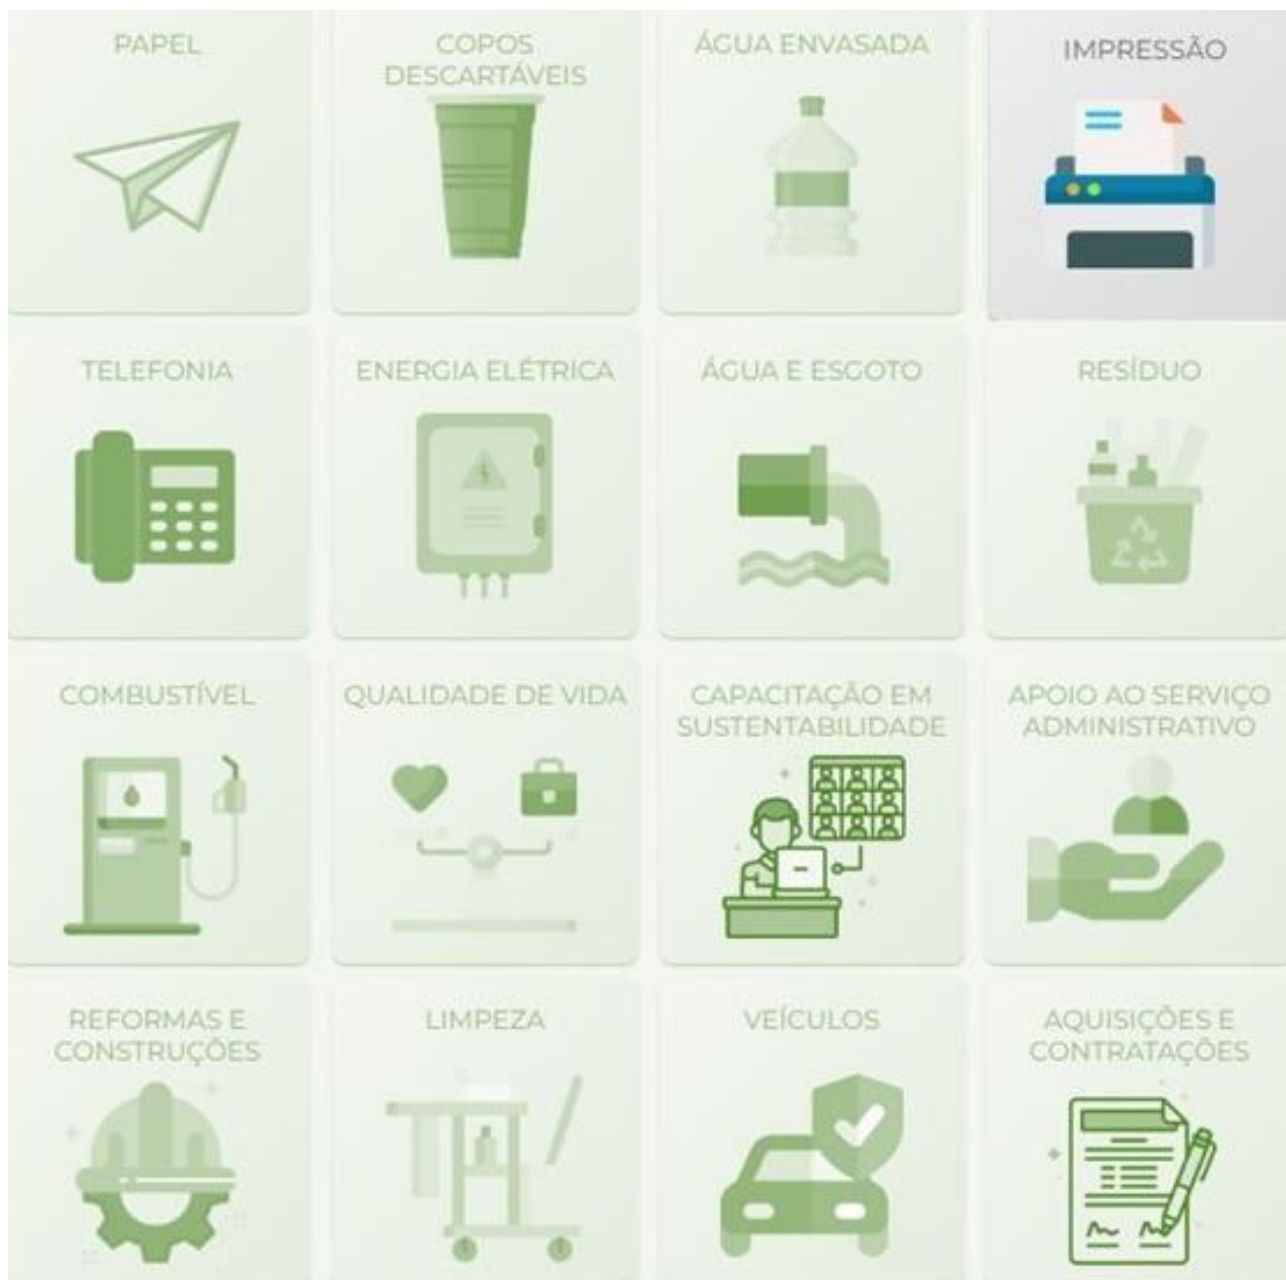 PAPEL
COPOS
DESCARTÁVEIS
ÁGUA ENVASADA
IMPRESSÃO
TELEFONIA
ENERGIA ELÉTRICA
ÁGUA E ESGOTO
RESÍDUO
COMBUSTÍVEL
QUALIDADE DE VIDA
CAPACITAÇÃO EM
SUSTENTABILIDADE
APOIO AO SERVIÇO
ADMINISTRATIVO
REFORMAS E
CONSTRUÇÕES
LIMPEZA
VEÍCULOS
AQUISIÇÕES E
CONTRATAÇÕES